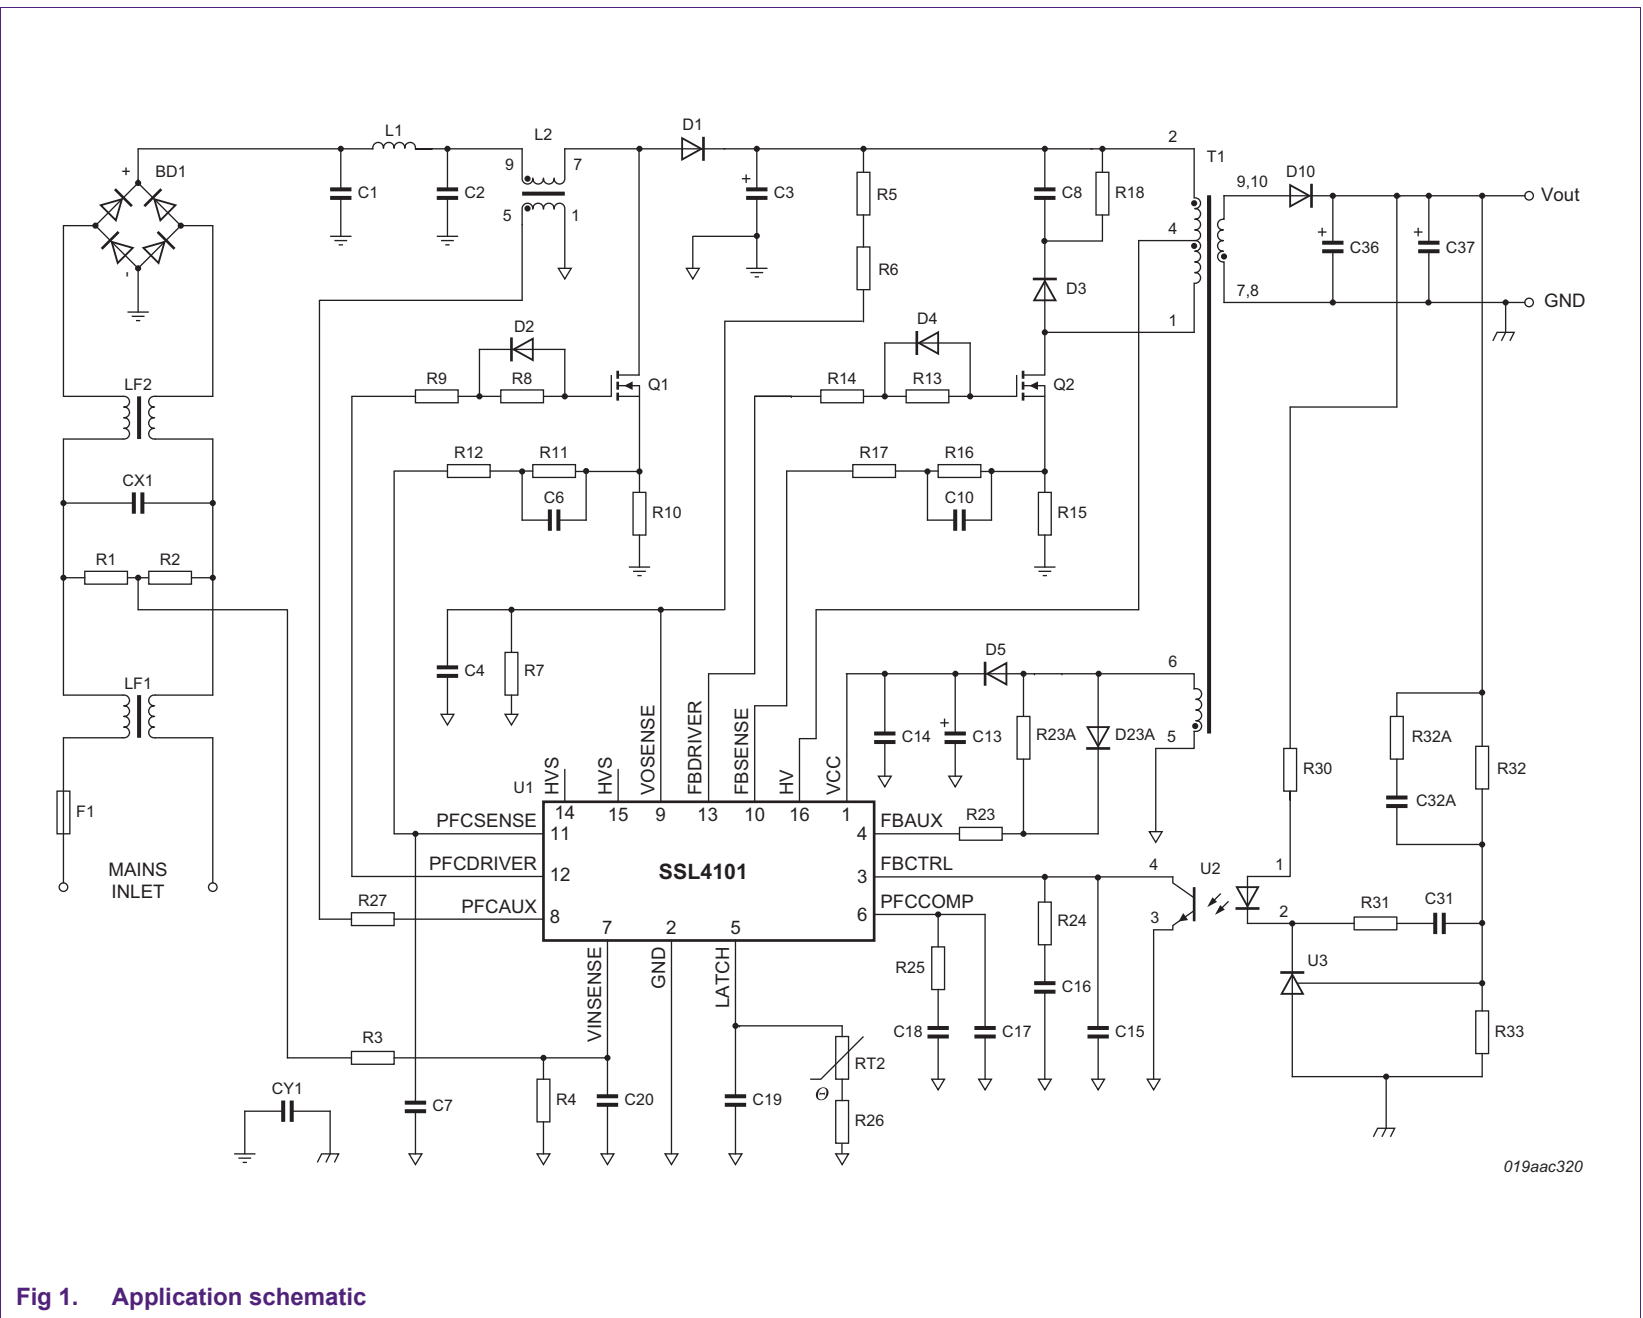 L1
L2
D1
2
T1
+
BD1
9
7
D10
9,10
C1
C2
+
C3
R5
C8
R18
Vout
5
1
4
+
C36
+
C37
-
R6
D3
7,8
GND
D2
D4
1
LF2
R9
R8
Q1
R14
R13
Q2
CX1
R12
R11
R17
R16
C6
R10
C10
R15
R1
R2
D5
6
C4
R7
LF1
VOSENSE
FBDRIVER
FBSENSE
HV
VCC
C14
+
C13
R23A
D23A
5
R32A
HVS
HVS
R30
R32
U1
C32A
F1
14
15
9
13
10
16
1
PFCSENSE
11
4
FBAUX
R23
MAINS
INLET
PFCDRIVER
12
SSL4101
3
FBCTRL
4
U2
1
R27
PFCAUX
8
6
PFCCOMP
3
2
R31
C31
7
2
5
R24
VINSENSE
GND
LATCH
R25
U3
C16
R3
C18
C17
C15
R33
RT2
Θ
CY1
C7
R4
C20
C19
R26
019aac320
Fig 1. Application schematic